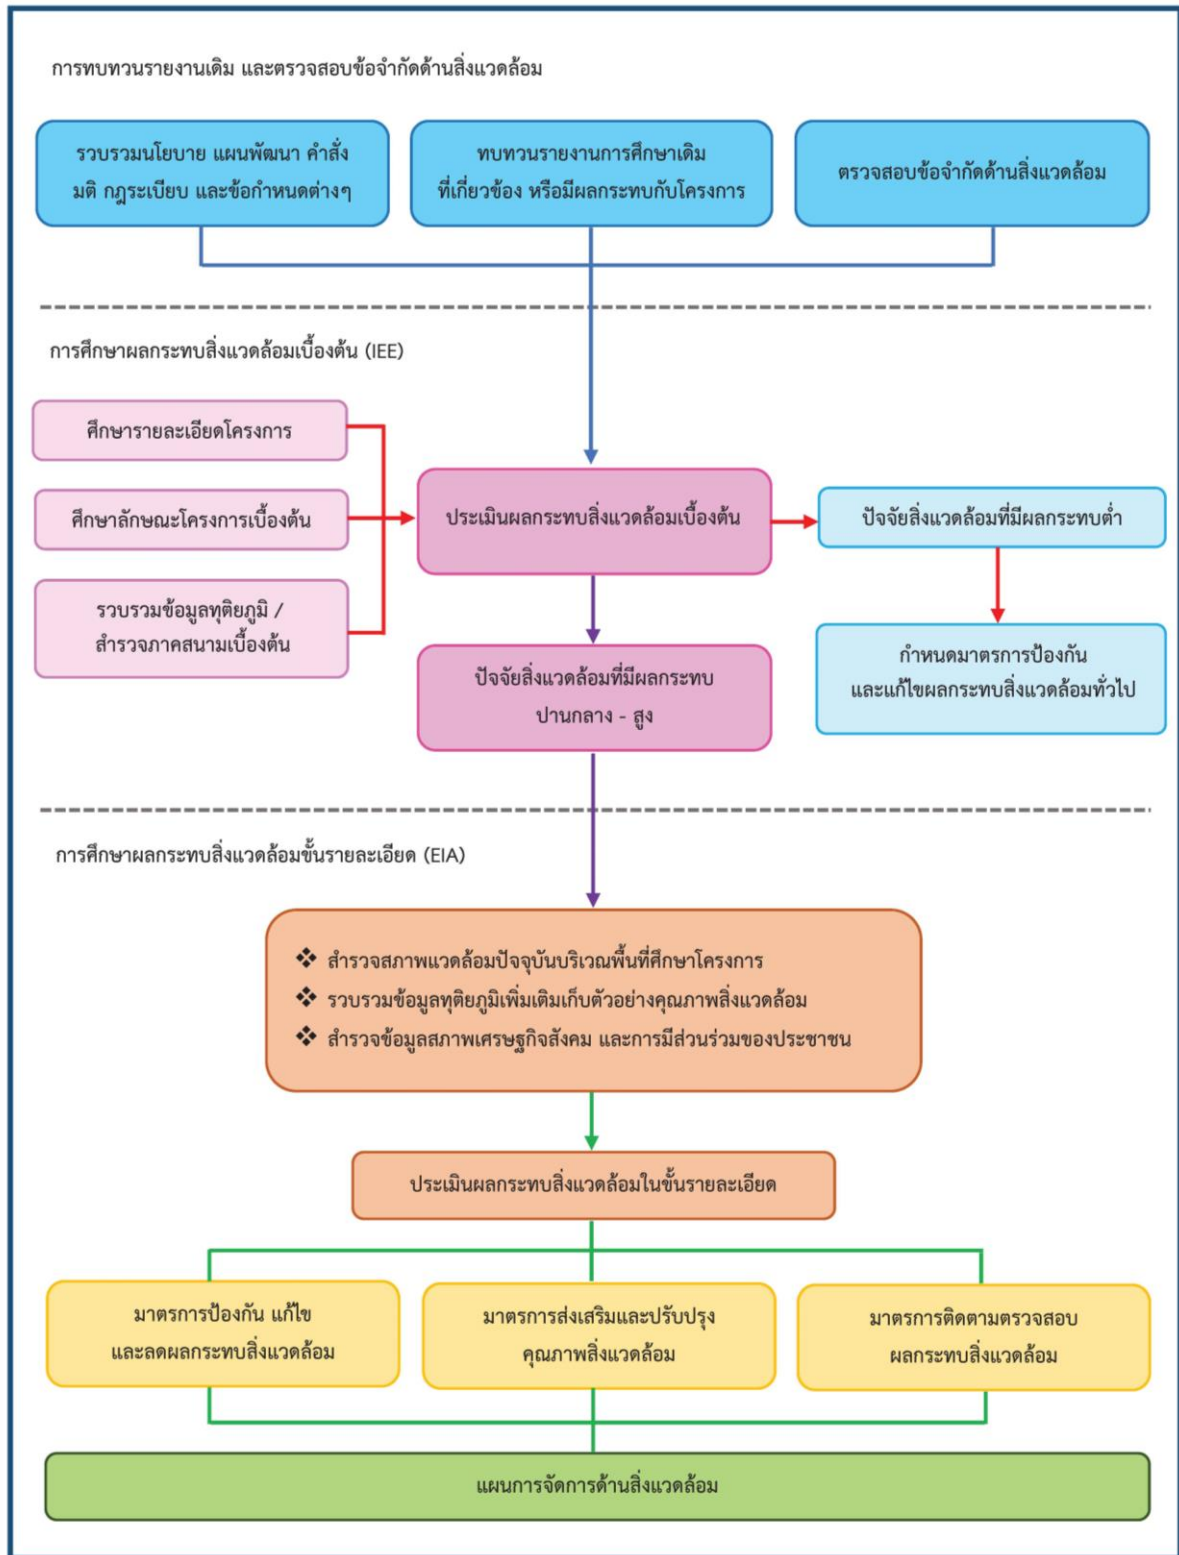 การทบทวนรายงานเดิม และตรวจสอบข้อจำกัดด้านสิ่งแวดล้อม
รวบรวมนโยบาย แผนพัฒนา คำสั่ง
มติ กฎระเบียบ และข้อกำหนดต่างๆ
ทบทวนรายงานการศึกษาเดิม
ที่เกี่ยวข้อง หรือมีผลกระทบกับโครงการ
ตรวจสอบข้อจำกัดด้านสิ่งแวดล้อม
การศึกษาผลกระทบสิ่งแวดล้อมเบื้องต้น (IEE)
ศึกษารายละเอียดโครงการ
ศึกษาลักษณะโครงการเบื้องต้น
รวบรวมข้อมูลทุติยภูมิ /
สำรวจภาคสนามเบื้องต้น
ประเมินผลกระทบสิ่งแวดล้อมเบื้องต้น
ปัจจัยสิ่งแวดล้อมที่มีผลกระทบต่ำ
กำหนดมาตรการป้องกัน
และแก้ไขผลกระทบสิ่งแวดล้อมทั่วไป
ปัจจัยสิ่งแวดล้อมที่มีผลกระทบ
ปานกลาง - สูง
การศึกษาผลกระทบสิ่งแวดล้อมขั้นรายละเอียด (EIA)
❖ สำรวจสภาพแวดล้อมปัจจุบันบริเวณพื้นที่ศึกษาโครงการ
❖ รวบรวมข้อมูลทุติยภูมิเพิ่มเติมเก็บตัวอย่างคุณภาพสิ่งแวดล้อม
❖ สำรวจข้อมูลสภาพเศรษฐกิจสังคม และการมีส่วนร่วมของประชาชน
ประเมินผลกระทบสิ่งแวดล้อมในขั้นรายละเอียด
มาตรการป้องกัน แก้ไข
และลดผลกระทบสิ่งแวดล้อม
มาตรการส่งเสริมและปรับปรุง
คุณภาพสิ่งแวดล้อม
มาตรการติดตามตรวจสอบ
ผลกระทบสิ่งแวดล้อม
แผนการจัดการด้านสิ่งแวดล้อม